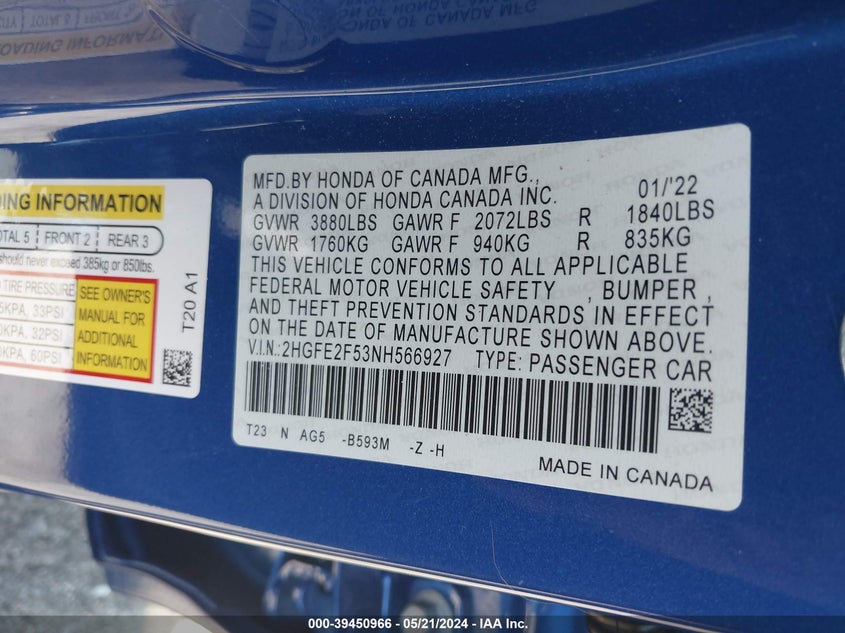 MFD.BY HONDA OF CANADA MFG.,
A DIVISION OF HONDA CANADA INC. 01/'22
GVWR 3880LBS GAWR F 2072LBS R 1840LBS
GVWR 1760KG GAWR F 940KG R 835KG
THIS VEHICLE CONFORMS TO ALL APPLICABLE
FEDERAL MOTOR VEHICLE SAFETY , BUMPER ,
AND THEFT PREVENTION STANDARDS IN EFFECT
ON THE DATE OF MANUFACTURE SHOWN ABOVE.
V.I.N.:2HGFE2F53NH566927 TYPE: PASSENGER CAR
T23 N AG5 -B593M -Z -H
MADE IN CANADA
INFORMATION
5 FRONT 2 REAR 3
should never exceed 385kg or 850lbs.
TIRE PRESSURE
33PSI
KPA, 32PSI
KPA, 60PSI
SEE OWNER'S
MANUAL FOR
ADDITIONAL
INFORMATION
T20 A1
000-39450966 — 05/21/2024 — IAA Inc.